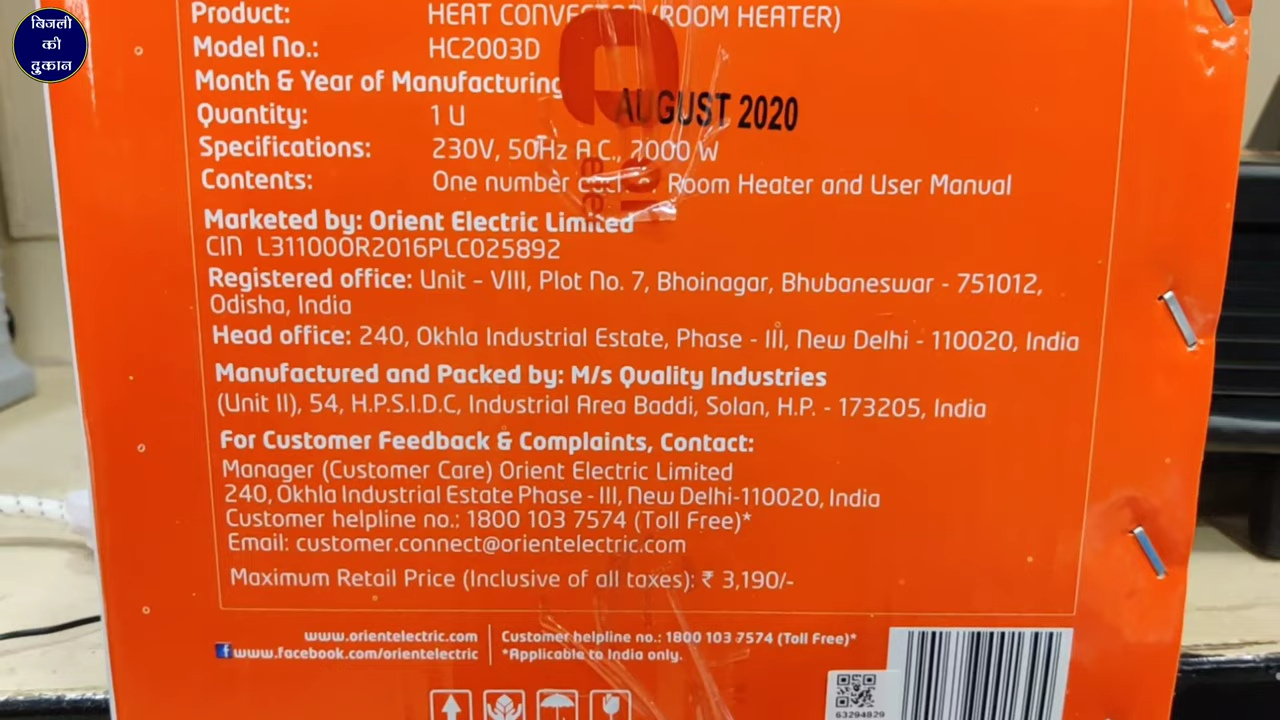 बिजली
की
दुकान
Product: HEAT CONVECTOR (ROOM HEATER)
Model No.: HC2003D
Month & Year of Manufacturing
AUGUST 2020
Quantity: 1 U
Specifications: 230V, 50Hz A.C., 2000 W
Contents: One number each of Room Heater and User Manual
Marketed by: Orient Electric Limited
CIN L31100OR2016PLC025892
Registered office: Unit - VIII, Plot No. 7, Bhoinagar, Bhubaneswar - 751012,
Odisha, India
Head office: 240, Okhla Industrial Estate, Phase - III, New Delhi - 110020, India
Manufactured and Packed by: M/s Quality Industries
(Unit II), 54, H.P.S.I.D.C, Industrial Area Baddi, Solan, H.P. - 173205, India
For Customer Feedback & Complaints, Contact:
Manager (Customer Care) Orient Electric Limited
240, Okhla Industrial Estate Phase - III, New Delhi-110020, India
Customer helpline no.: 1800 103 7574 (Toll Free)*
Email: customer.connect@orientelectric.com
Maximum Retail Price (Inclusive of all taxes): ₹ 3,190/-
www.orientelectric.com
f www.facebook.com/orientelectric
Customer helpline no.: 1800 103 7574 (Toll Free)*
*Applicable to India only.
63294929